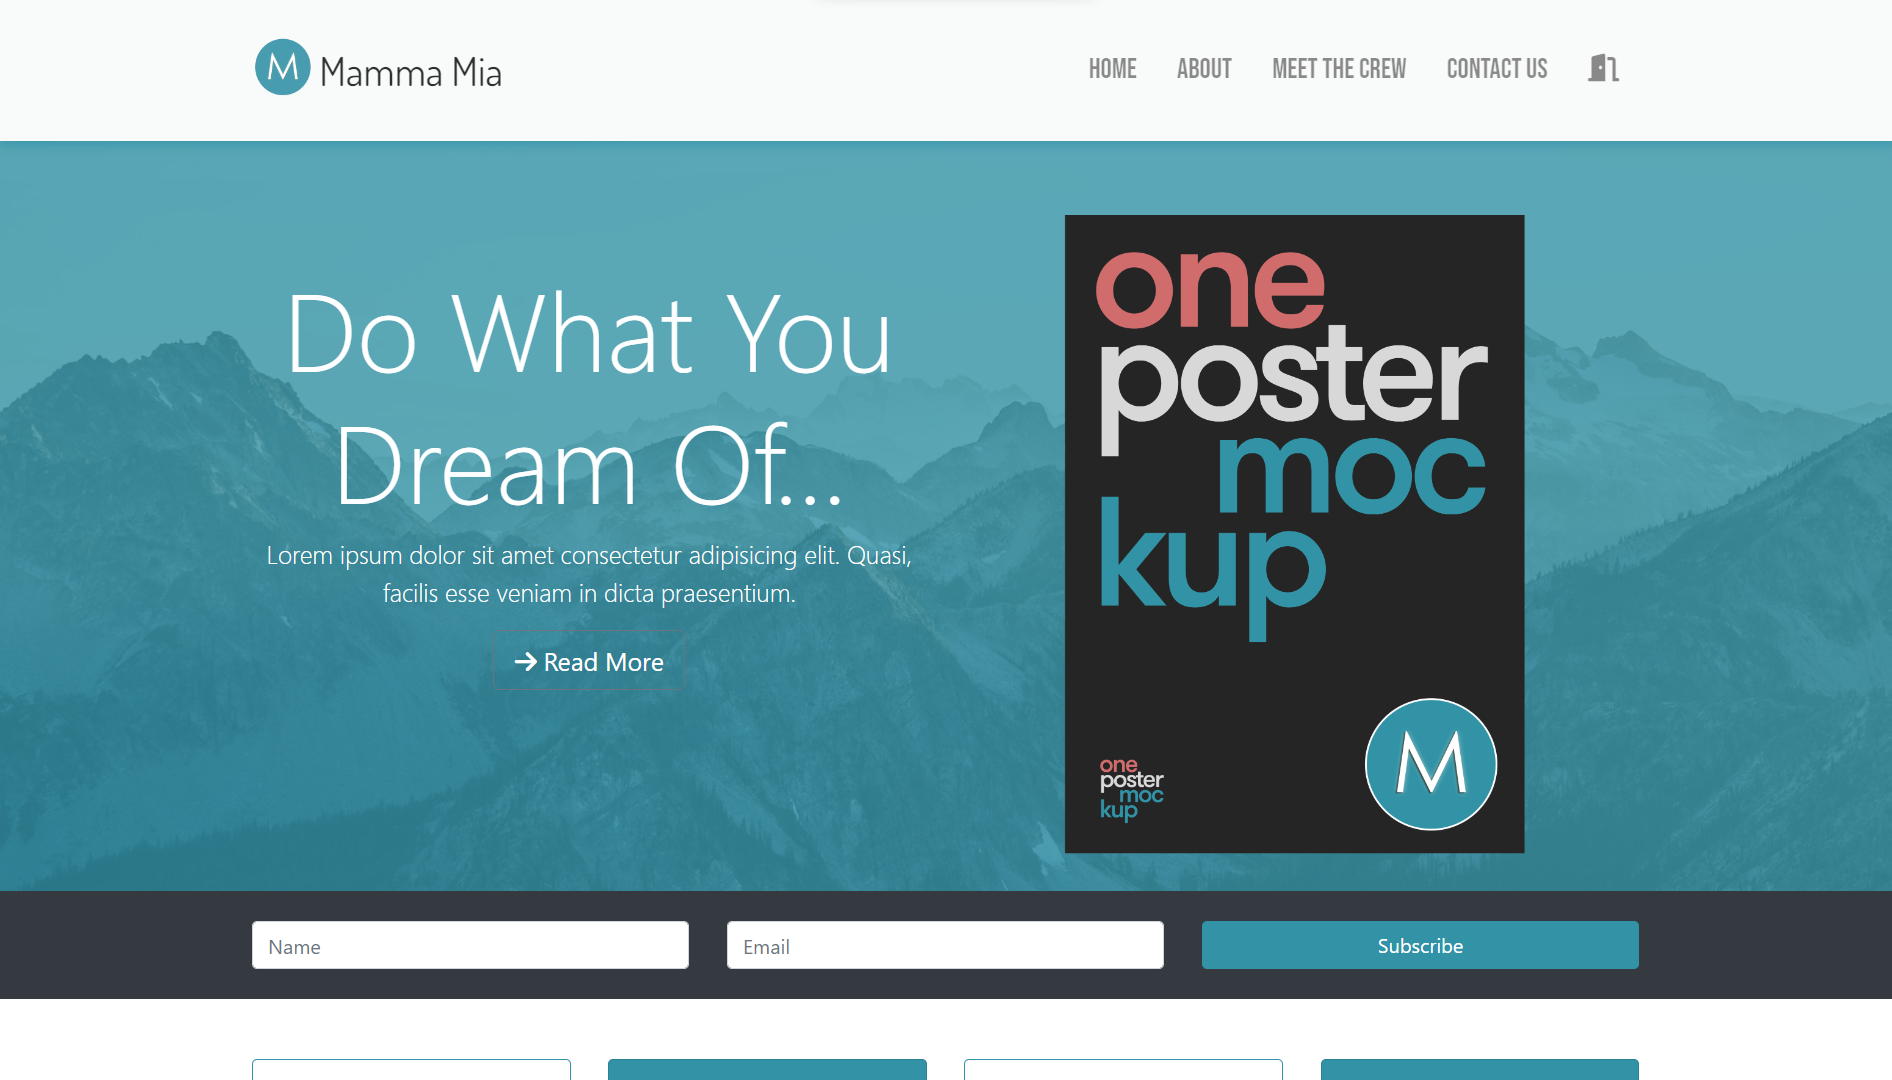 M Mamma Mia
HOME ABOUT MEET THE CREW CONTACT US
Do What You
Dream Of...
Lorem ipsum dolor sit amet consectetur adipisicing elit. Quasi,
facilis esse veniam in dicta praesentium.
Read More
one
poster
moc
kup
one
poster
moc
kup
M
Name
Email
Subscribe